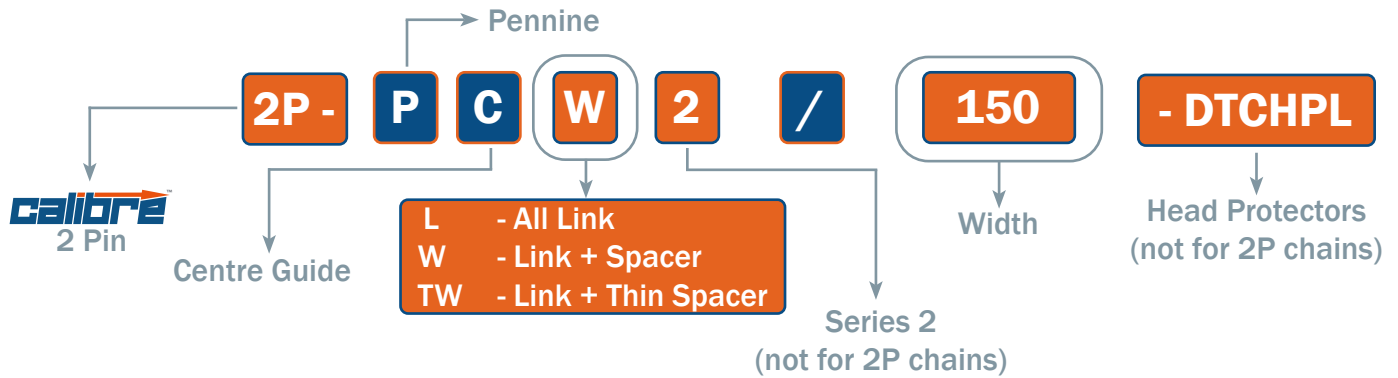 Pennine
2P - P C W 2 / 150 - DTCHPL
calibre™
2 Pin
Centre Guide
L - All Link
W - Link + Spacer
TW - Link + Thin Spacer
Series 2
(not for 2P chains)
Width
Head Protectors
(not for 2P chains)